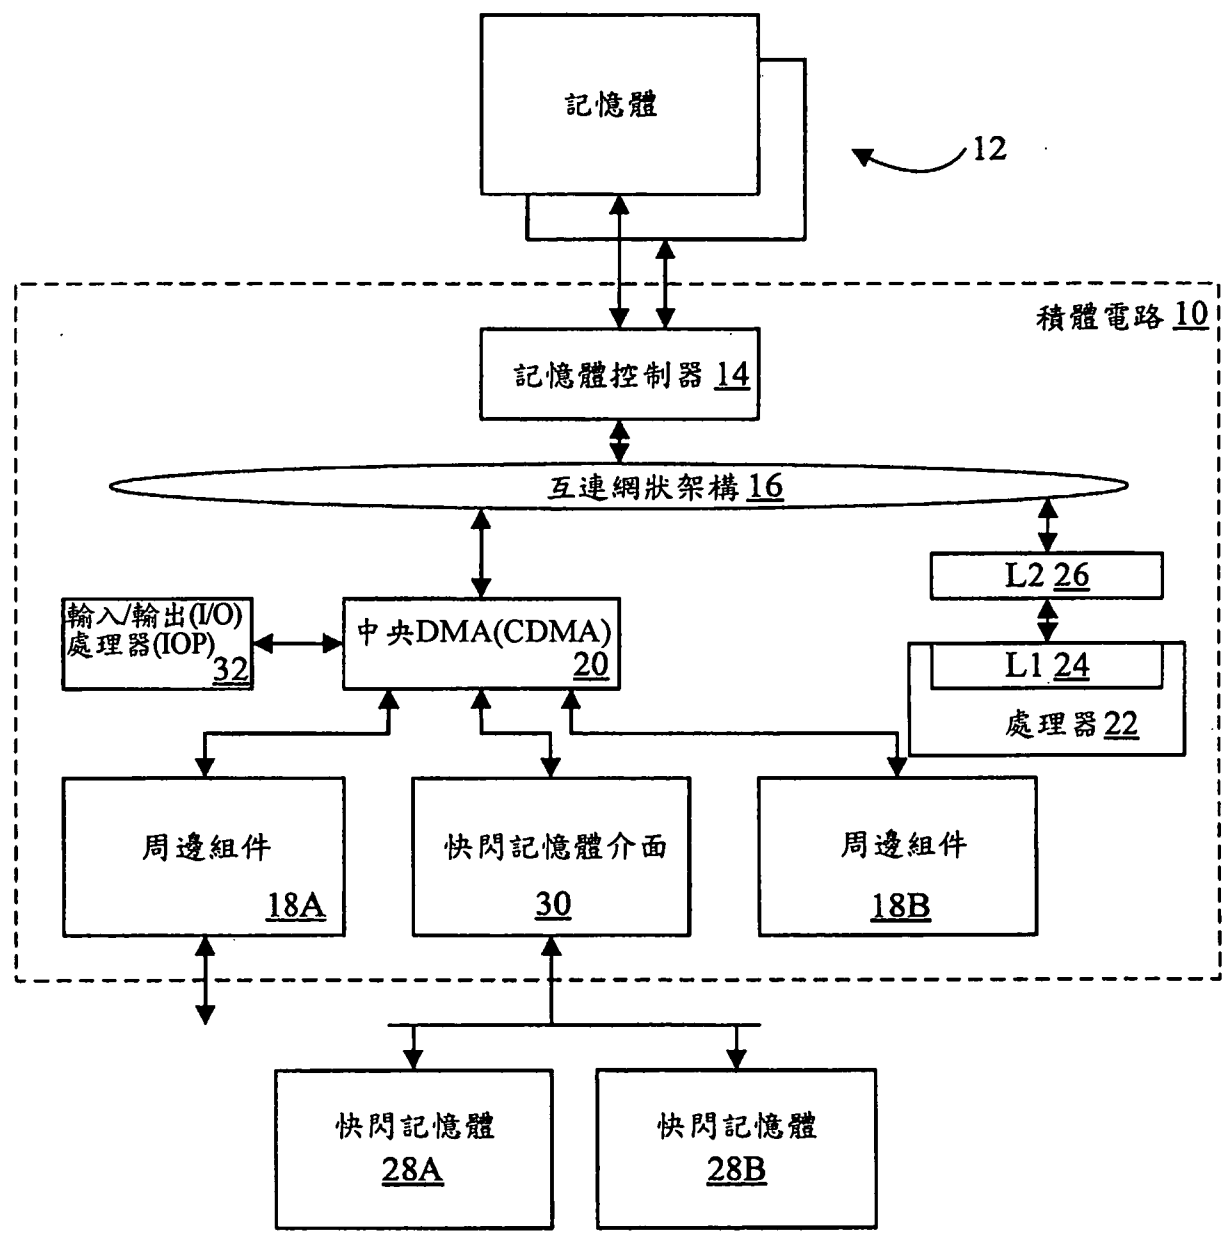 記憶體
12
積體電路 10
記憶體控制器 14
互連網狀架構 16
L2 26
輸入/輸出(I/O)
處理器(IOP)
32
中央DMA(CDMA)
20
L1 24
處理器 22
周邊組件
18A
快閃記憶體介面
30
周邊組件
18B
快閃記憶體
28A
快閃記憶體
28B